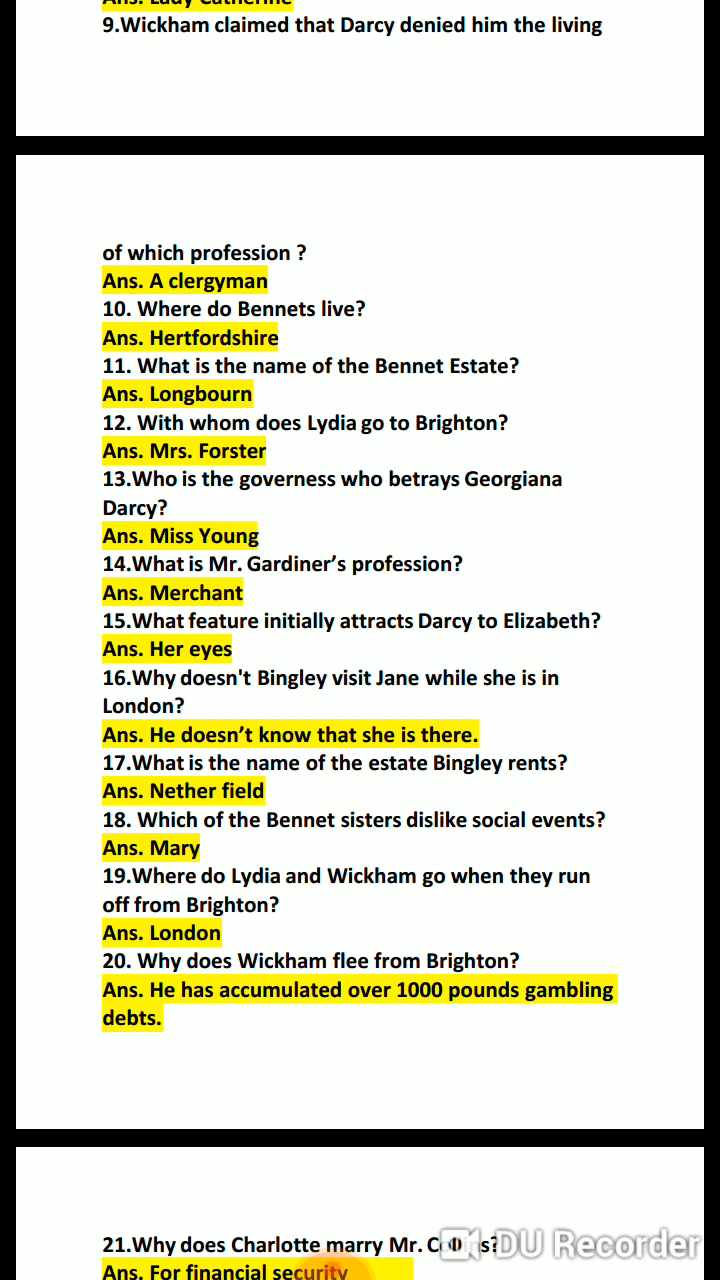 Ans. Lady Catherine
9.Wickham claimed that Darcy denied him the living
of which profession ?
Ans. A clergyman
10. Where do Bennets live?
Ans. Hertfordshire
11. What is the name of the Bennet Estate?
Ans. Longbourn
12. With whom does Lydia go to Brighton?
Ans. Mrs. Forster
13.Who is the governess who betrays Georgiana
Darcy?
Ans. Miss Young
14.What is Mr. Gardiner’s profession?
Ans. Merchant
15.What feature initially attracts Darcy to Elizabeth?
Ans. Her eyes
16.Why doesn't Bingley visit Jane while she is in
London?
Ans. He doesn’t know that she is there.
17.What is the name of the estate Bingley rents?
Ans. Nether field
18. Which of the Bennet sisters dislike social events?
Ans. Mary
19.Where do Lydia and Wickham go when they run
off from Brighton?
Ans. London
20. Why does Wickham flee from Brighton?
Ans. He has accumulated over 1000 pounds gambling
debts.
21.Why does Charlotte marry Mr. Collins?
DU Recorder
Ans. For financial security